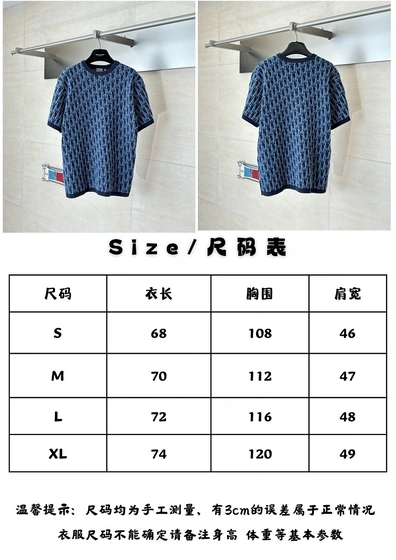 Size/尺码表
尺码 衣长 胸围 肩宽
S 68 108 46
M 70 112 47
L 72 116 48
XL 74 120 49
温馨提示：尺码均为手工测量、有3cm的误差属于正常情况
衣服尺码不能确定请备注身高 体重等基本参数